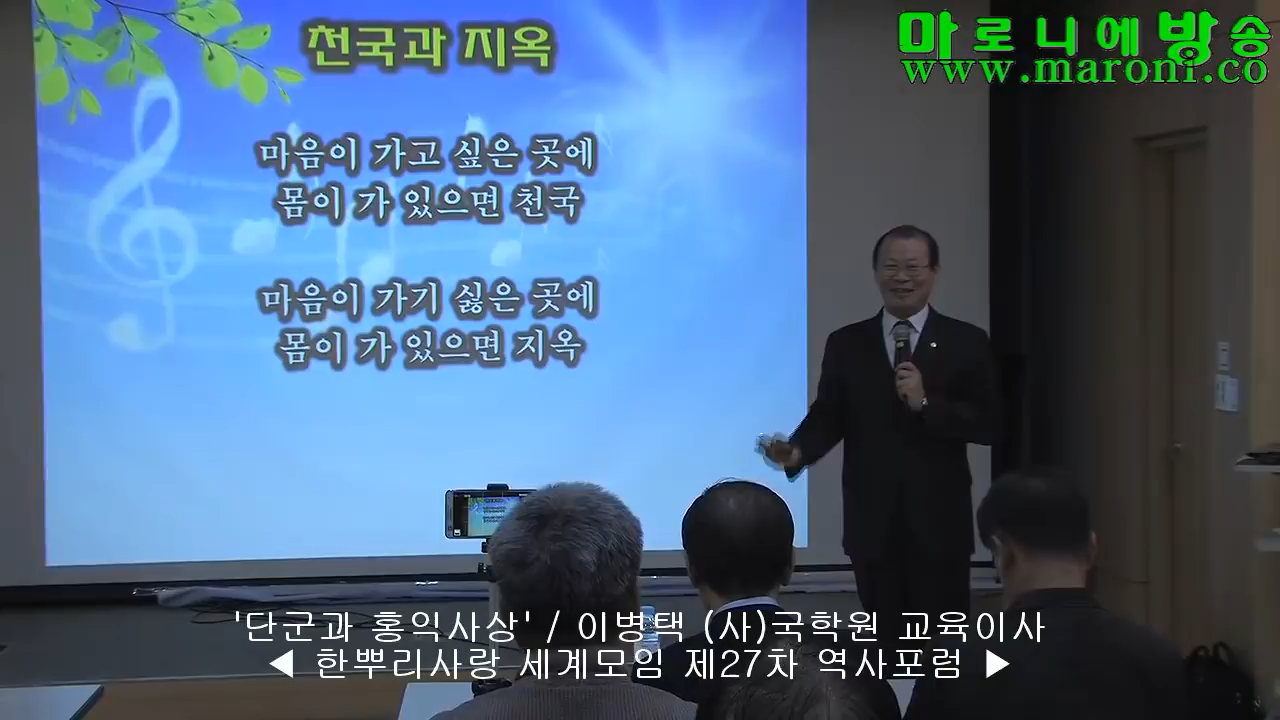 천국과 지옥
마음이 가고 싶은 곳에
몸이 가 있으면 천국
마음이 가기 싫은 곳에
몸이 가 있으면 지옥
마로니에방송
www.maroni.co
'단군과 홍익사상' / 이병택 (사)국학원 교육이사
◀ 한뿌리사랑 세계모임 제27차 역사포럼 ▶